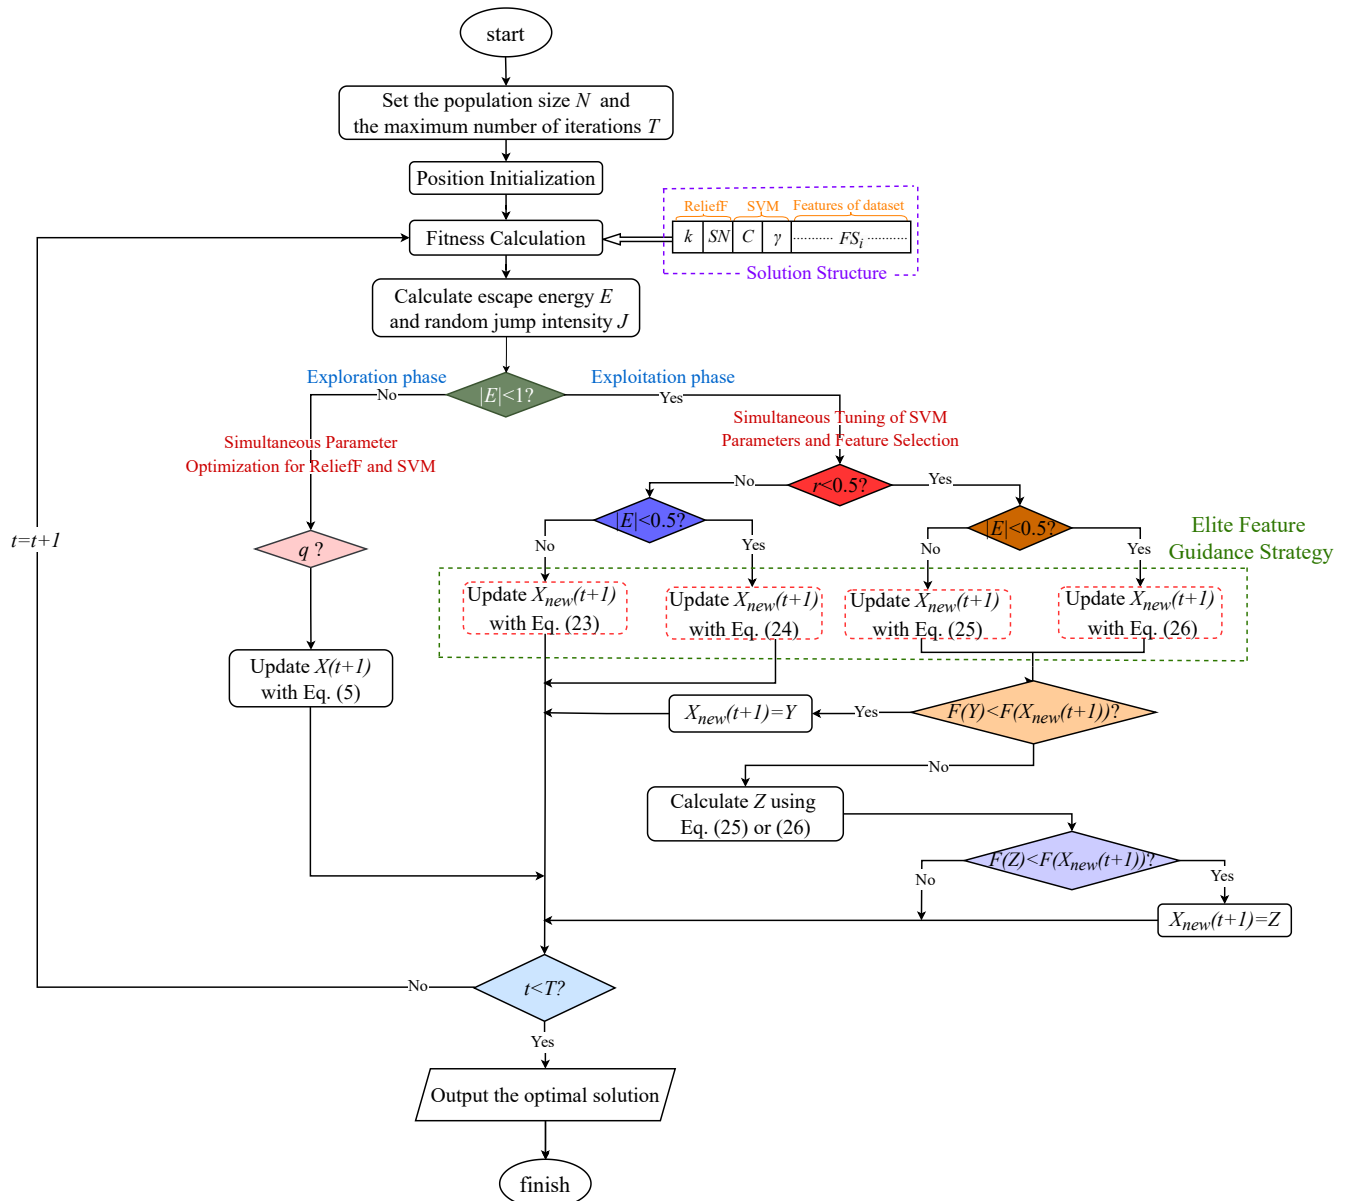 start
Set the population size N and
the maximum number of iterations T
Position Initialization
ReliefF SVM Features of dataset
k SN C γ ........... FSi ...........
Solution Structure
Fitness Calculation
Calculate escape energy E
and random jump intensity J
Exploration phase
Exploitation phase
|E|<1?
No
Yes
Simultaneous Parameter
Optimization for ReliefF and SVM
Simultaneous Tuning of SVM
Parameters and Feature Selection
r<0.5?
No
Yes
|E|<0.5?
|E|<0.5?
No
Yes
No
Yes
Elite Feature
Guidance Strategy
t=t+1
q ?
Update Xnew(t+1)
with Eq. (23)
Update Xnew(t+1)
with Eq. (24)
Update Xnew(t+1)
with Eq. (25)
Update Xnew(t+1)
with Eq. (26)
Update X(t+1)
with Eq. (5)
Xnew(t+1)=Y
Yes
F(Y)<F(Xnew(t+1))?
No
Calculate Z using
Eq. (25) or (26)
F(Z)<F(Xnew(t+1))?
No
Yes
Xnew(t+1)=Z
t<T?
No
Yes
Output the optimal solution
finish